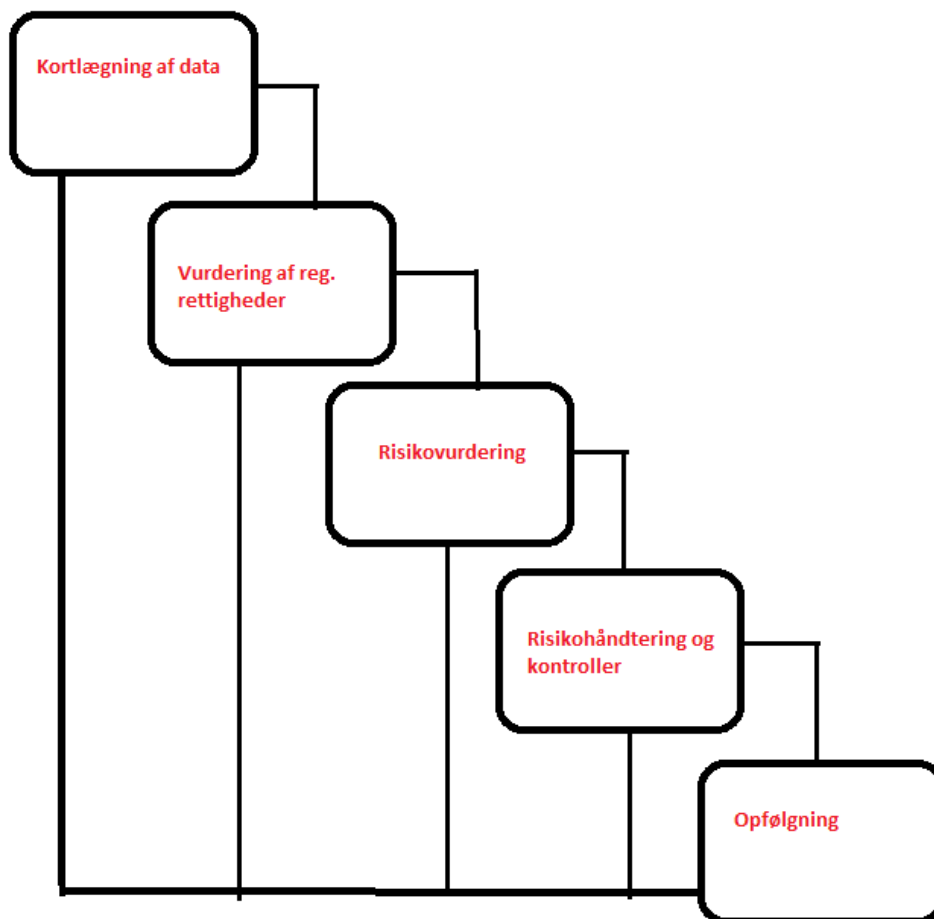 Kortlægning af data
Vurdering af reg.
rettigheder
Risikovurdering
Risikohåndtering og
kontroller
Opfølgning